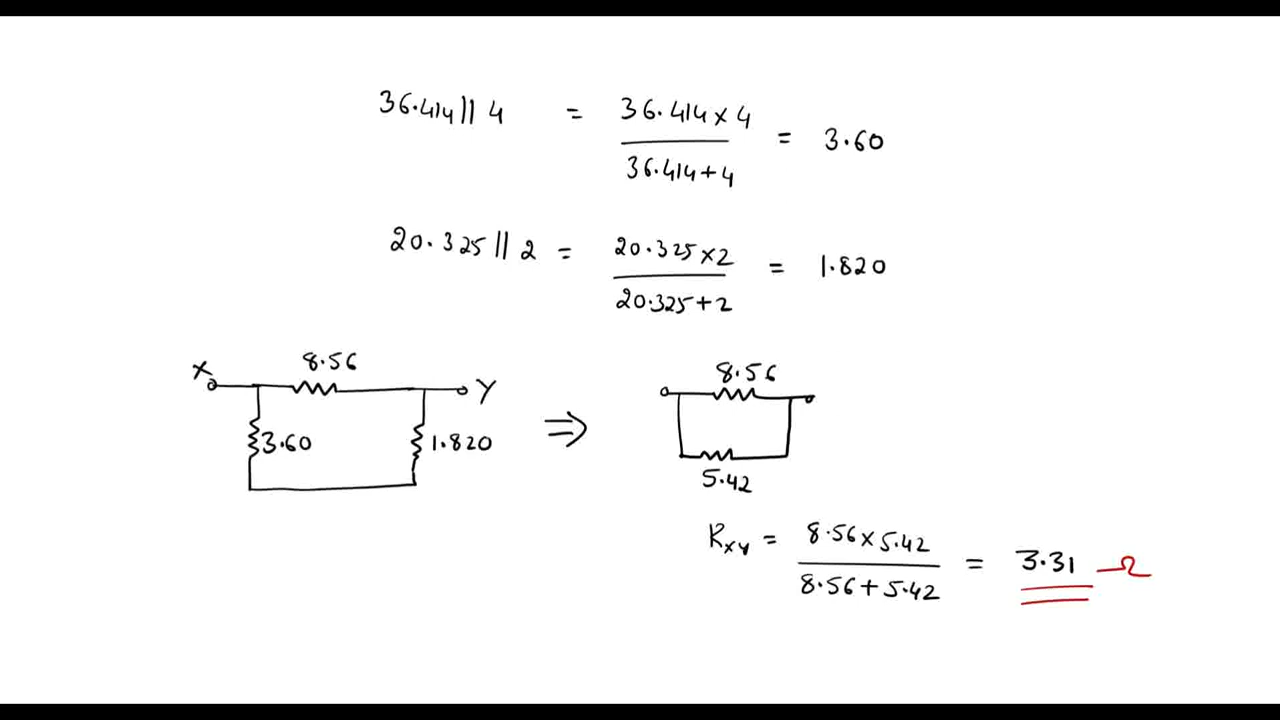 36.414 || 4 = 36.414 x 4 / 36.414 + 4 = 3.60
20.325 || 2 = 20.325 x 2 / 20.325 + 2 = 1.820
X 8.56 Y
3.60 1.820
⇒
8.56
5.42
Rxy = 8.56 x 5.42 / 8.56 + 5.42 = 3.31 Ω